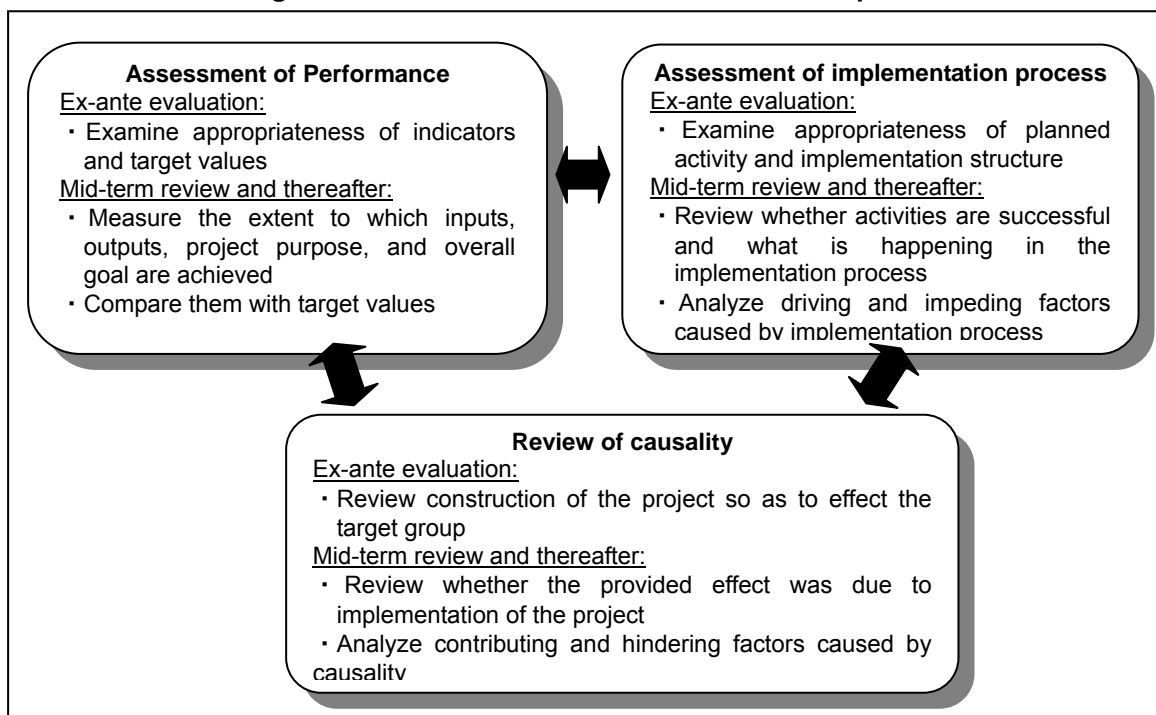 Assessment of Performance
Ex-ante evaluation:
・Examine appropriateness of indicators
and target values
Mid-term review and thereafter:
・Measure the extent to which inputs,
outputs, project purpose, and overall
goal are achieved
・Compare them with target values
Assessment of implementation process
Ex-ante evaluation:
・Examine appropriateness of planned
activity and implementation structure
Mid-term review and thereafter:
・Review whether activities are successful
and what is happening in the
implementation process
・Analyze driving and impeding factors
caused by implementation process
Review of causality
Ex-ante evaluation:
・Review construction of the project so as to effect the
target group
Mid-term review and thereafter:
・Review whether the provided effect was due to
implementation of the project
・Analyze contributing and hindering factors caused by
causality